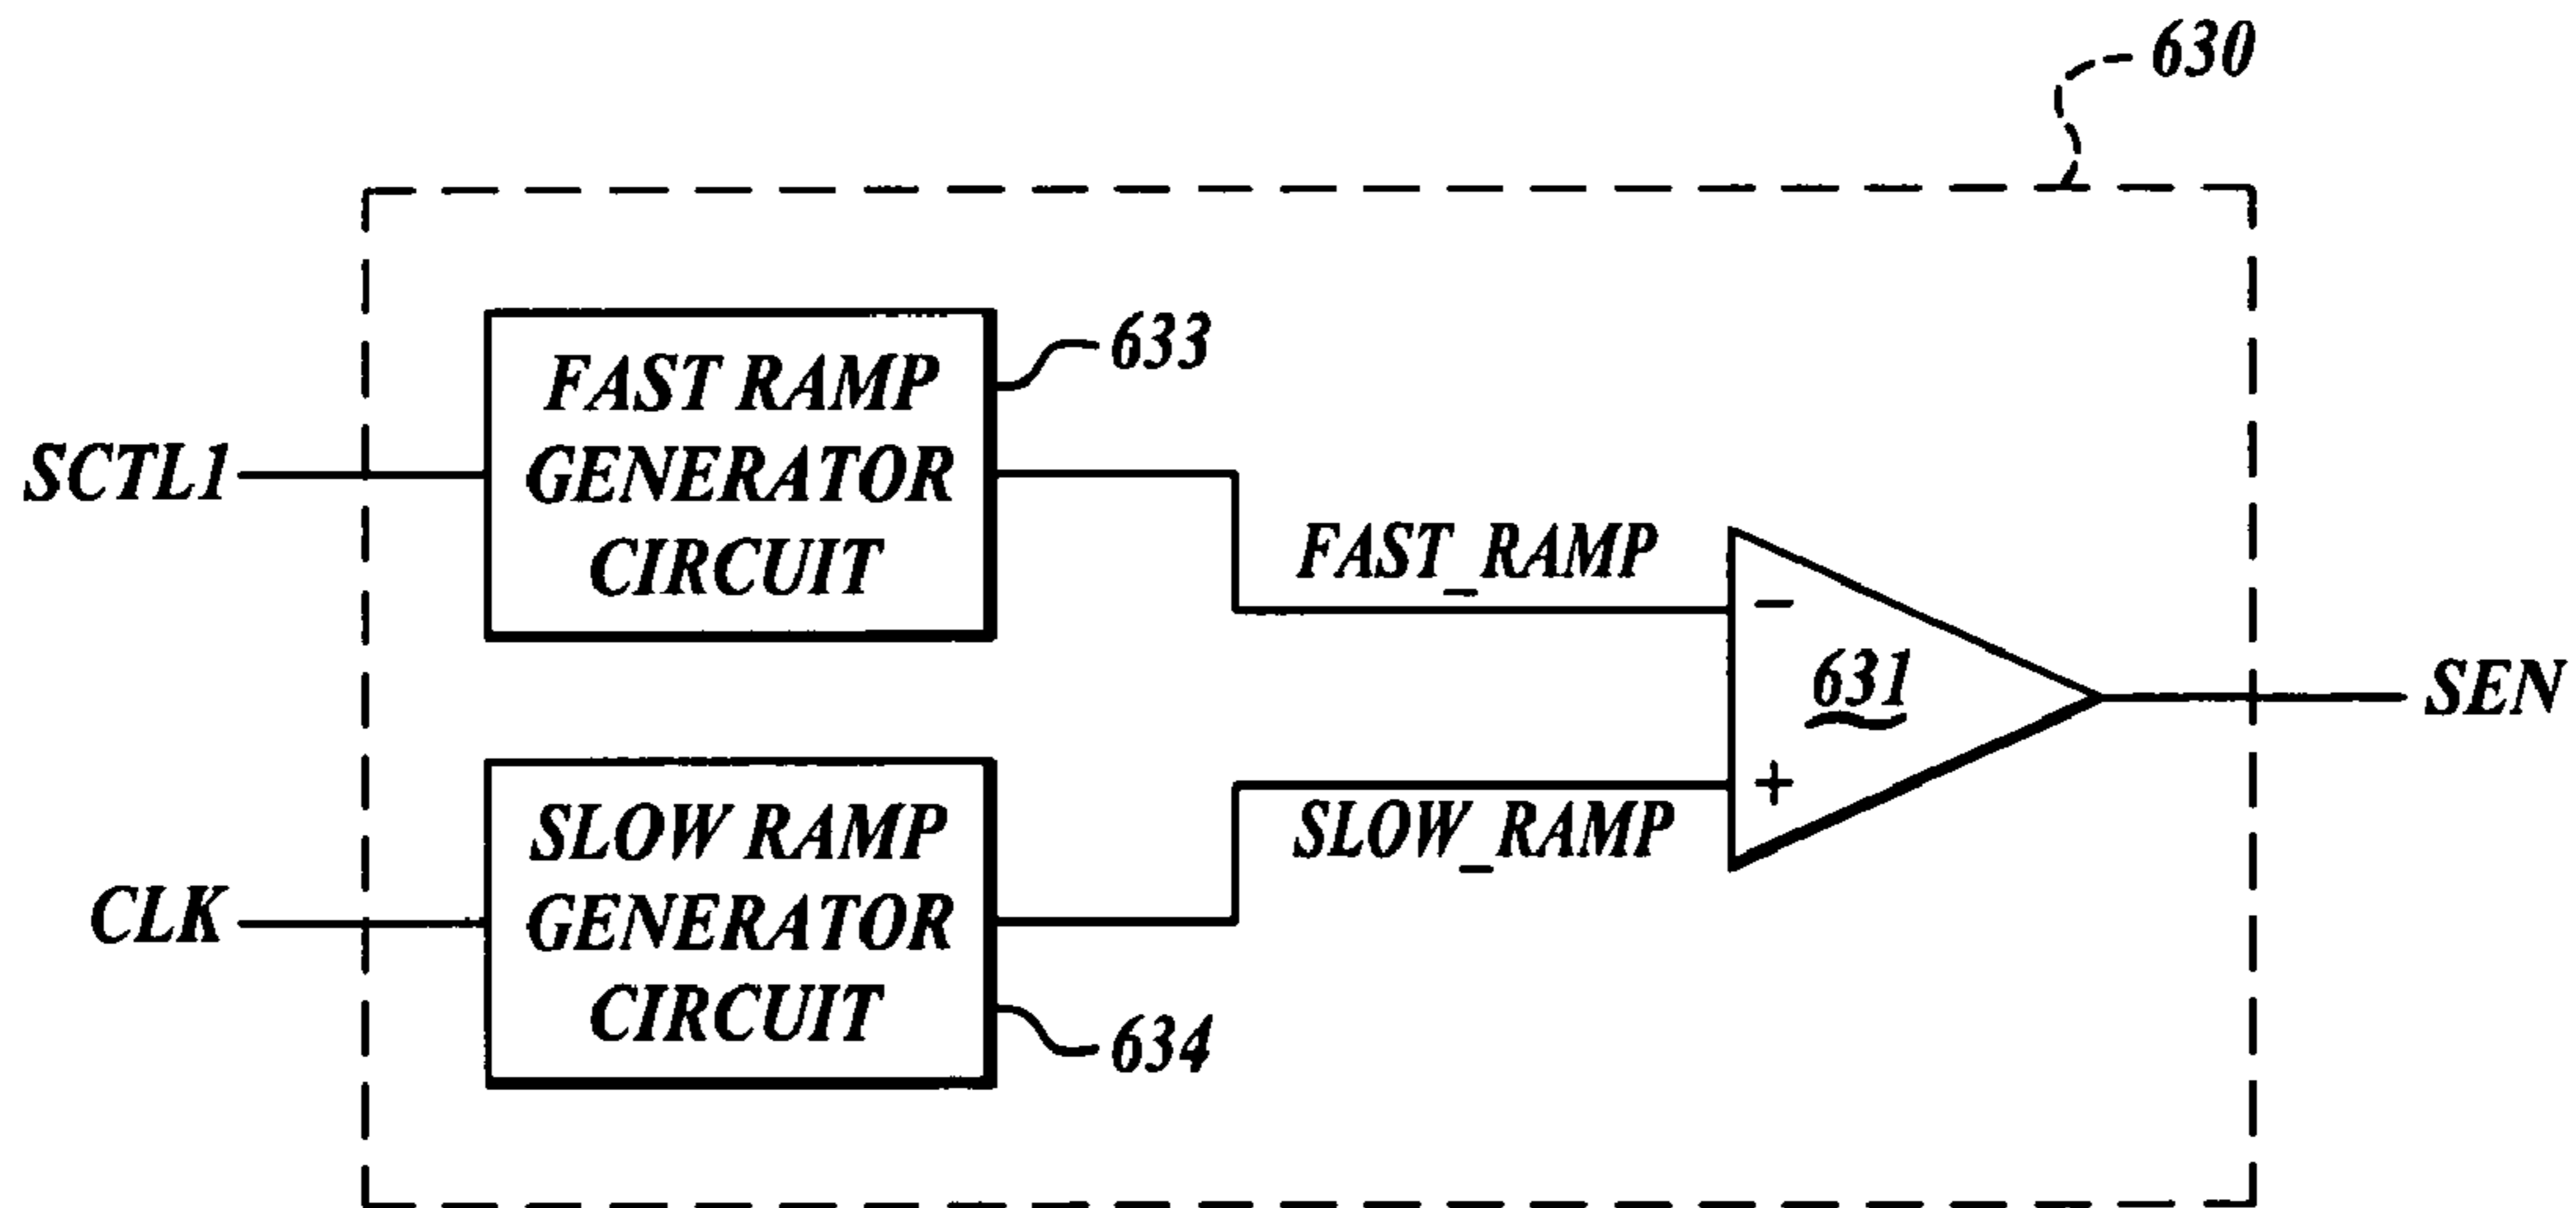 630
FAST RAMP
GENERATOR
CIRCUIT
633
SCTL1
FAST_RAMP
−
631
SEN
+
SLOW_RAMP
SLOW RAMP
GENERATOR
CIRCUIT
CLK
634